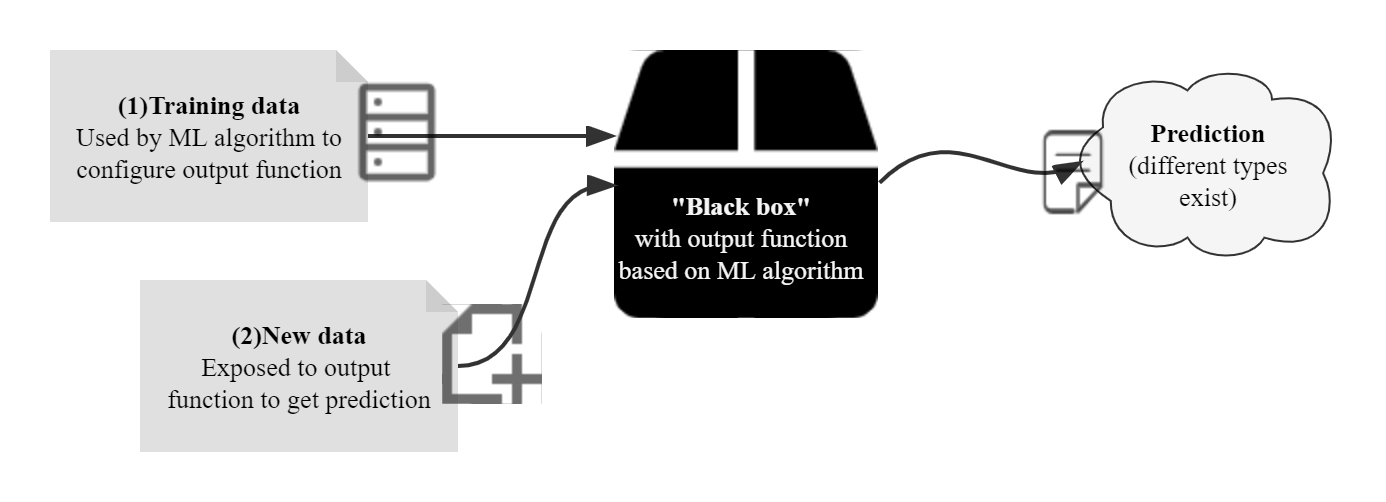 (1)Training data
Used by ML algorithm to
configure output function
(2)New data
Exposed to output
function to get prediction
"Black box"
with output function
based on ML algorithm
Prediction
(different types
exist)